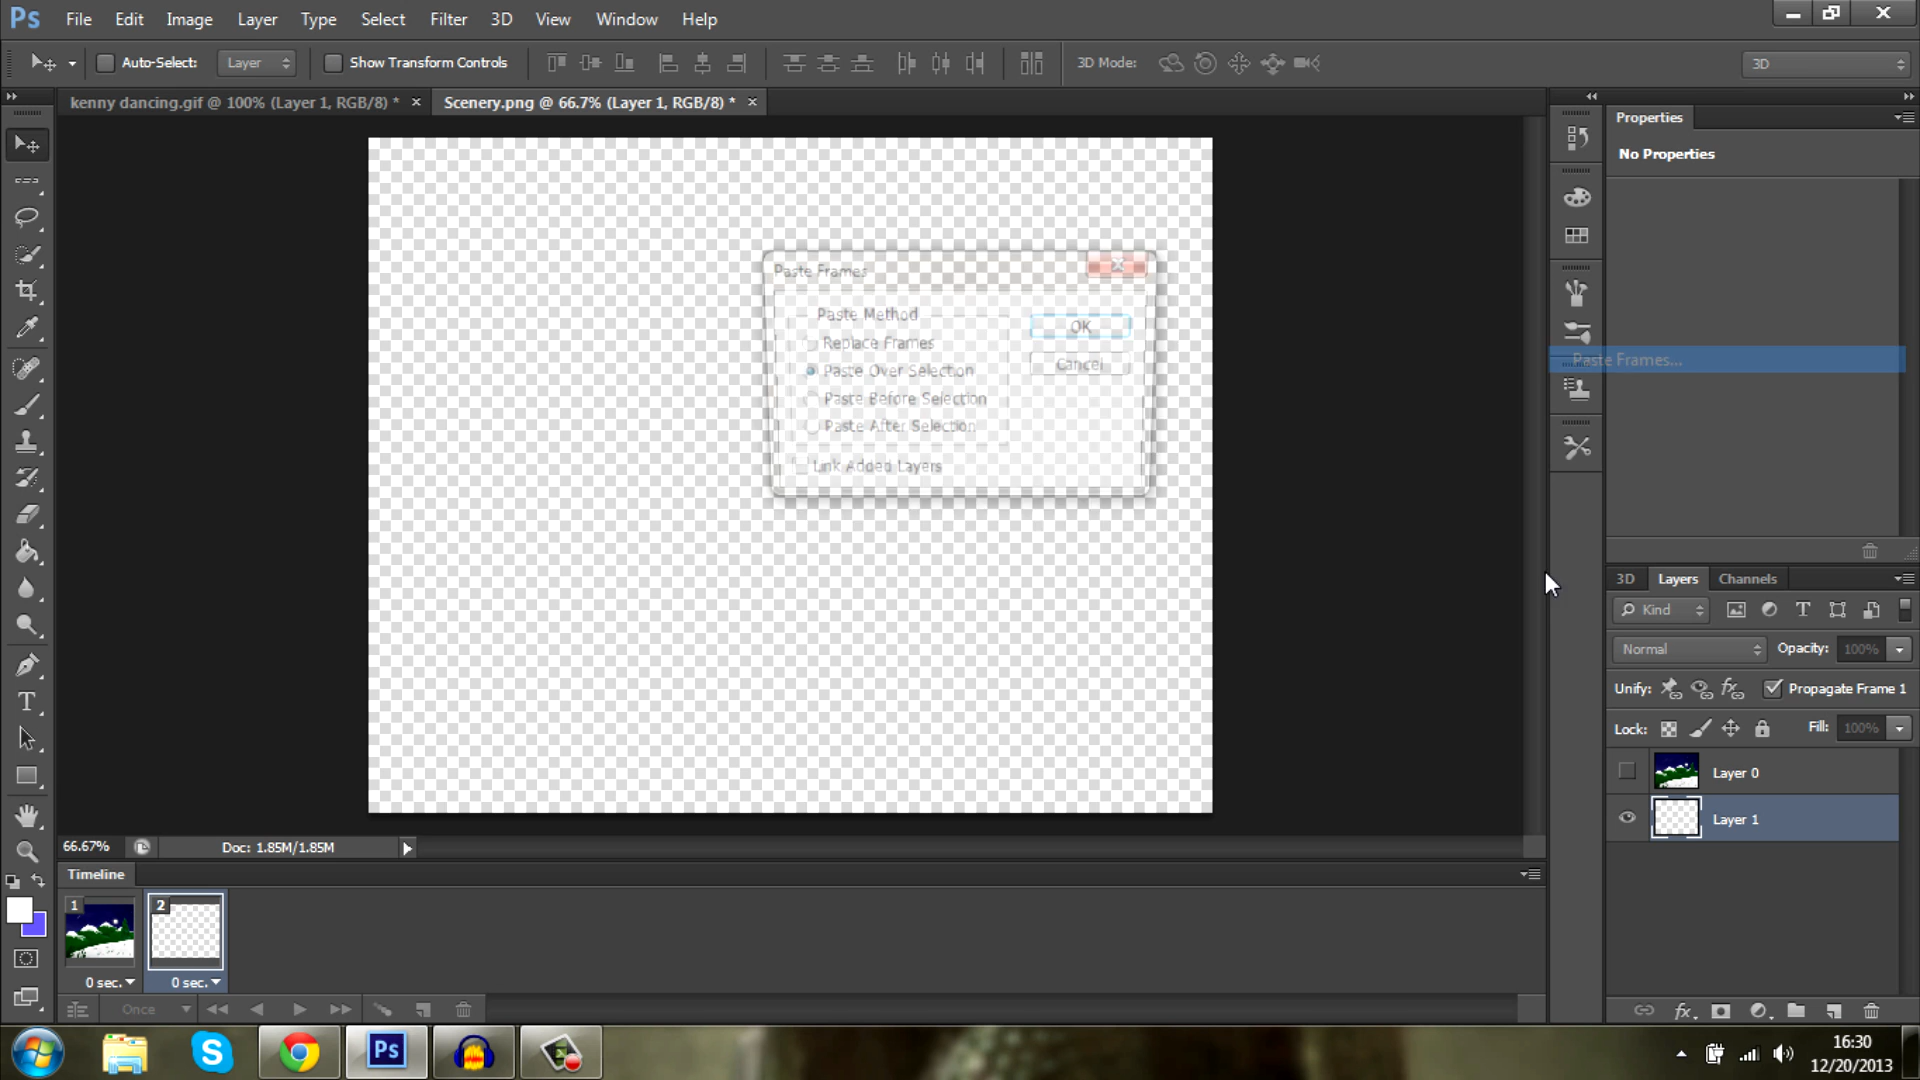 Ps File Edit Image Layer Type Select Filter 3D View Window Help
Auto-Select: Layer Show Transform Controls 3D Mode: 3D
kenny dancing.gif @ 100% (Layer 1, RGB/8) * × Scenery.png @ 66.7% (Layer 1, RGB/8) * ×
Properties
No Properties
Paste Frames
Paste Method
OK
Replace Frames
Paste Frames...
Cancel
Paste Over Selection
Paste Before Selection
Paste After Selection
Link Added Layers
3D Layers Channels
Kind
Normal Opacity: 100%
Unify: Propagate Frame 1
Lock: Fill: 100%
Layer 0
Layer 1
66.67% Doc: 1.85M/1.85M
Timeline
1 2
0 sec. 0 sec.
Once
fx
Ps
16:30
12/20/2013